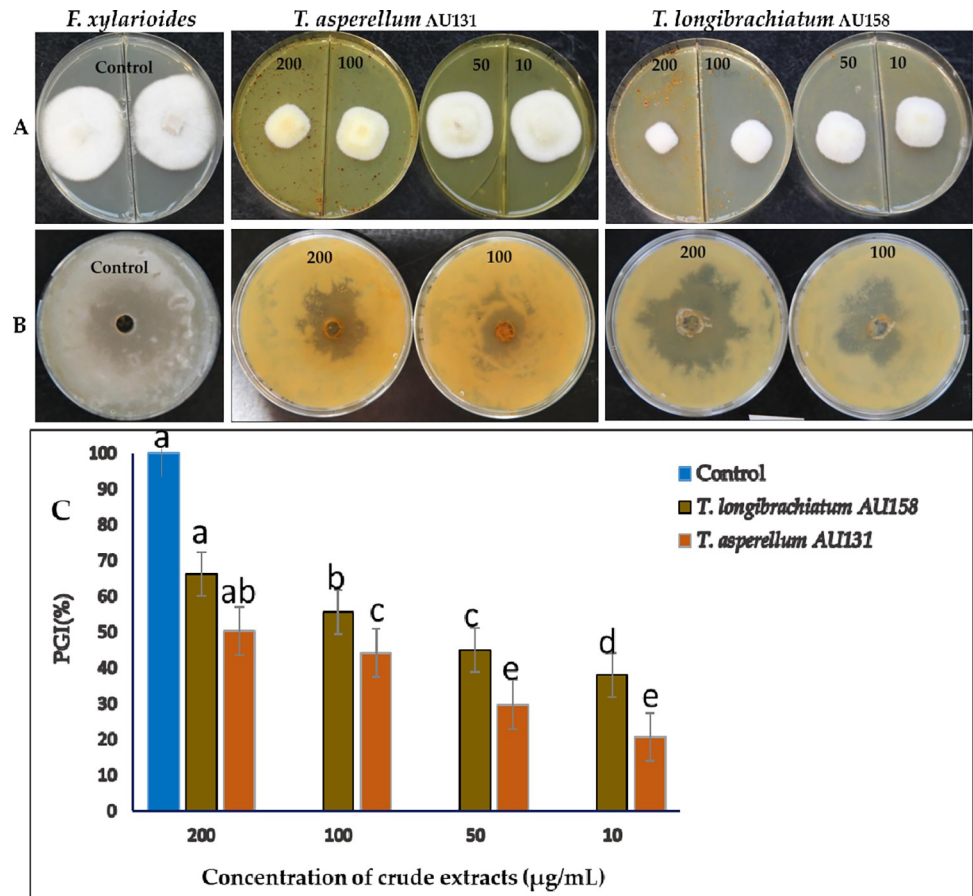 F. xylarioides T. asperellum AU131 T. longibrachiatum AU158
A
Control
200 100 50 10
200 100 50 10
B
Control
200 100
200 100
C
a
a
ab
b
c
c
e
d
e
Control
T. longibrachiatum AU158
T. asperellum AU131
PGI(%)
100
90
80
70
60
50
40
30
20
10
0
200 100 50 10
Concentration of crude extracts (µg/mL)